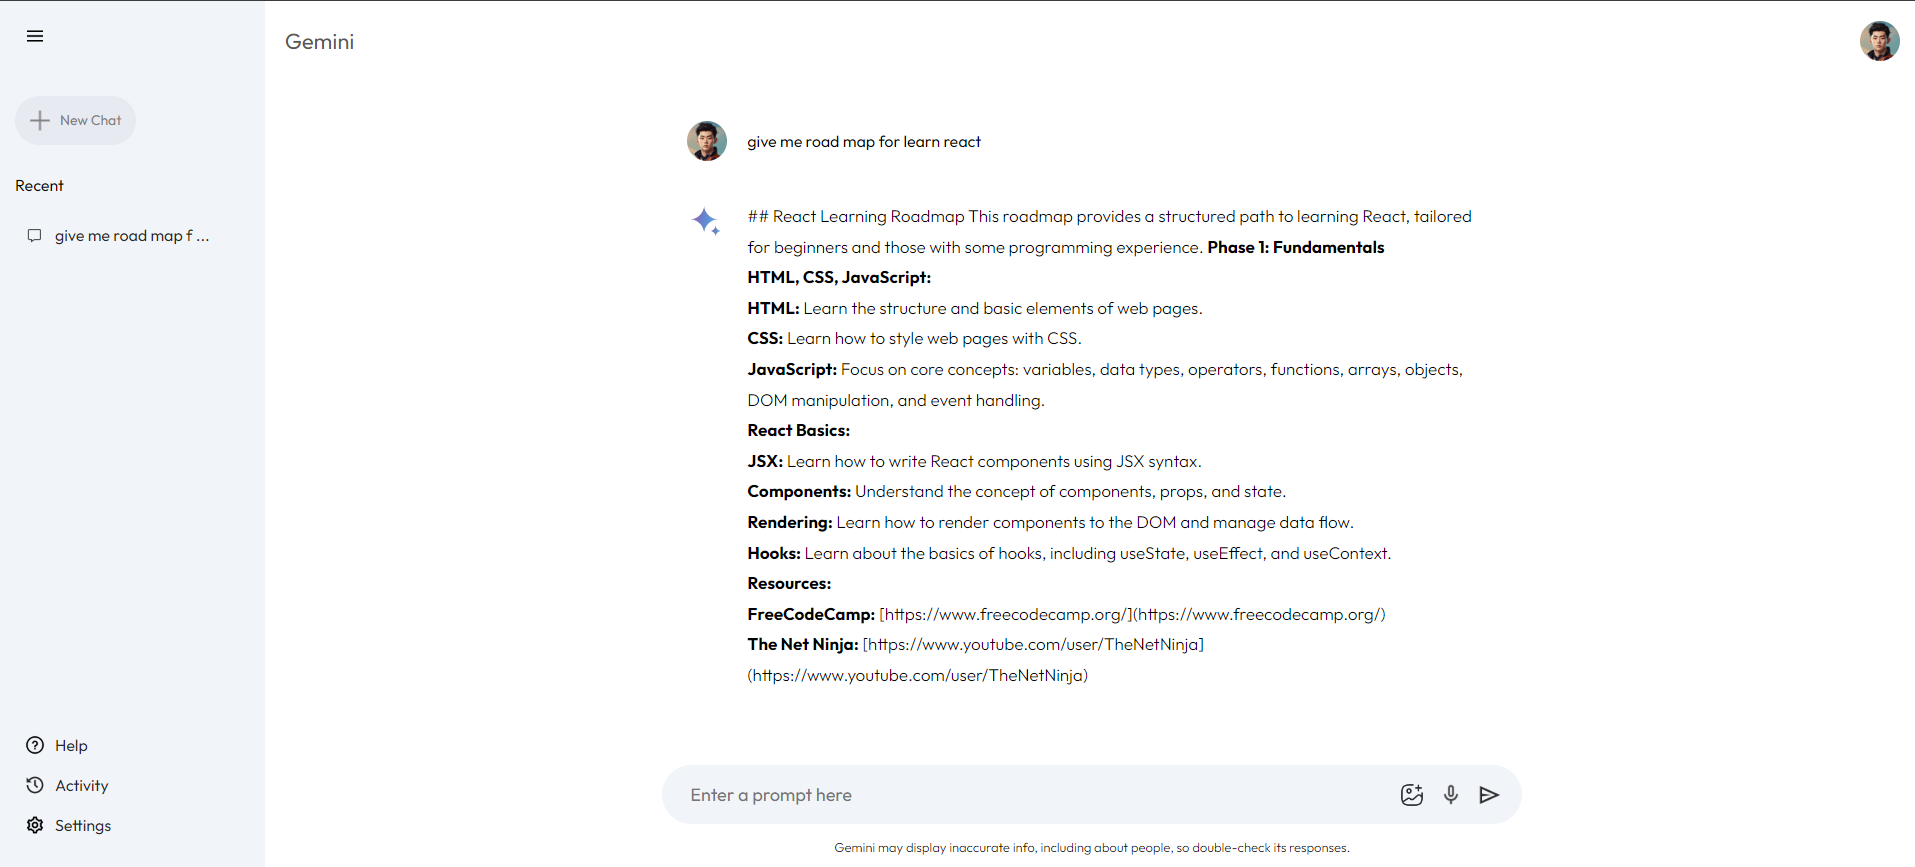 Gemini
New Chat
Recent
give me road map f ...
Help
Activity
Settings
give me road map for learn react
## React Learning Roadmap This roadmap provides a structured path to learning React, tailored
for beginners and those with some programming experience. Phase 1: Fundamentals
HTML, CSS, JavaScript:
HTML: Learn the structure and basic elements of web pages.
CSS: Learn how to style web pages with CSS.
JavaScript: Focus on core concepts: variables, data types, operators, functions, arrays, objects,
DOM manipulation, and event handling.
React Basics:
JSX: Learn how to write React components using JSX syntax.
Components: Understand the concept of components, props, and state.
Rendering: Learn how to render components to the DOM and manage data flow.
Hooks: Learn about the basics of hooks, including useState, useEffect, and useContext.
Resources:
FreeCodeCamp: [https://www.freecodecamp.org/](https://www.freecodecamp.org/)
The Net Ninja: [https://www.youtube.com/user/TheNetNinja]
(https://www.youtube.com/user/TheNetNinja)
Enter a prompt here
Gemini may display inaccurate info, including about people, so double-check its responses.